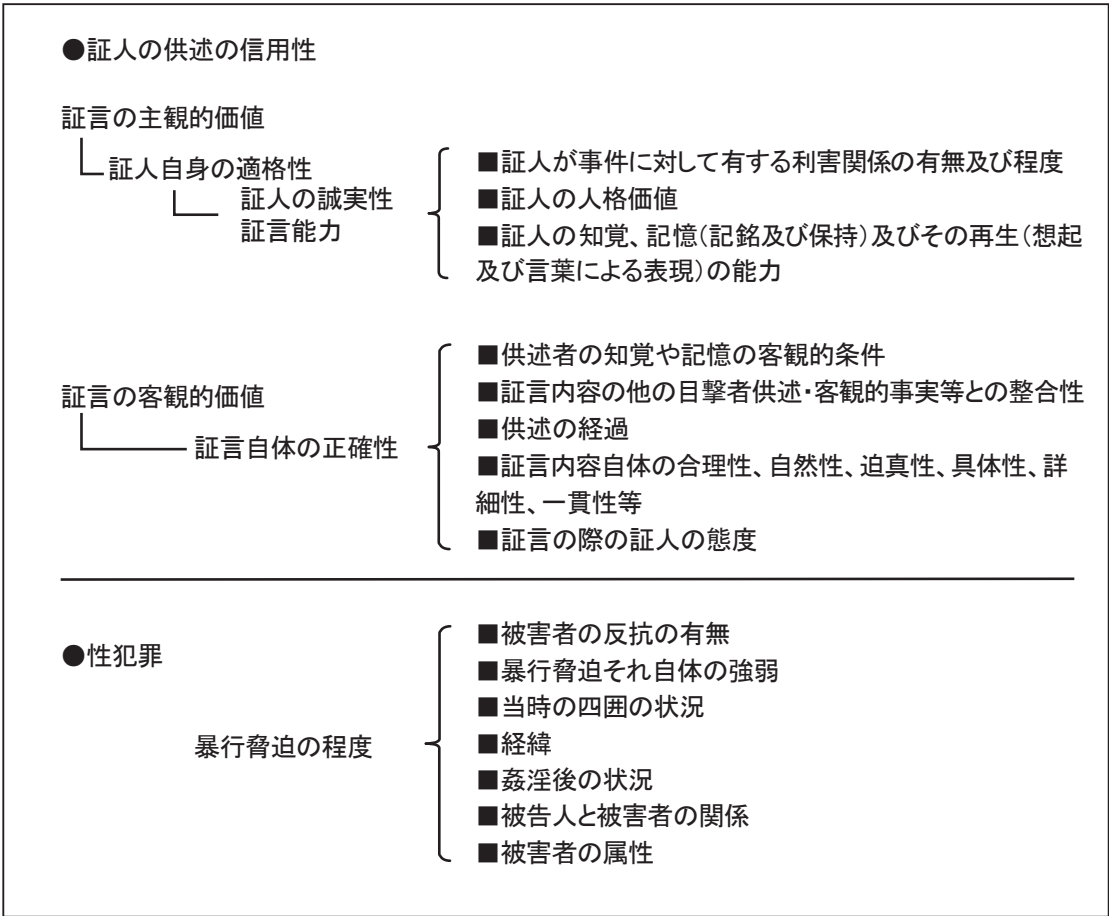 ●証人の供述の信用性
証言の主観的価値
証人自身の適格性
証人の誠実性
証言能力
■証人が事件に対して有する利害関係の有無及び程度
■証人の人格価値
■証人の知覚、記憶(記銘及び保持)及びその再生(想起
及び言葉による表現)の能力
証言の客観的価値
証言自体の正確性
■供述者の知覚や記憶の客観的条件
■証言内容の他の目撃者供述・客観的事実等との整合性
■供述の経過
■証言内容自体の合理性、自然性、迫真性、具体性、詳
細性、一貫性等
■証言の際の証人の態度
●性犯罪
暴行脅迫の程度
■被害者の反抗の有無
■暴行脅迫それ自体の強弱
■当時の四囲の状況
■経緯
■姦淫後の状況
■被告人と被害者の関係
■被害者の属性